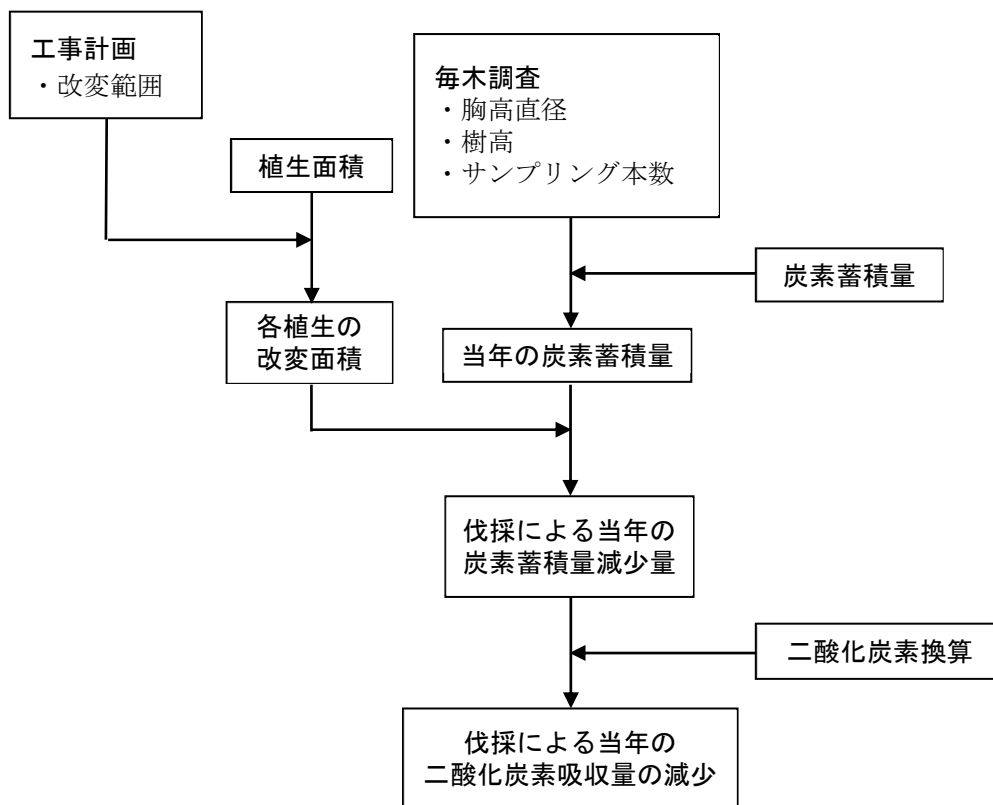 工事計画
・改変範囲
毎木調査
・胸高直径
・樹高
・サンプリング本数
植生面積
炭素蓄積量
各植生の
改変面積
当年の炭素蓄積量
伐採による当年の
炭素蓄積量減少量
二酸化炭素換算
伐採による当年の
二酸化炭素吸収量の減少